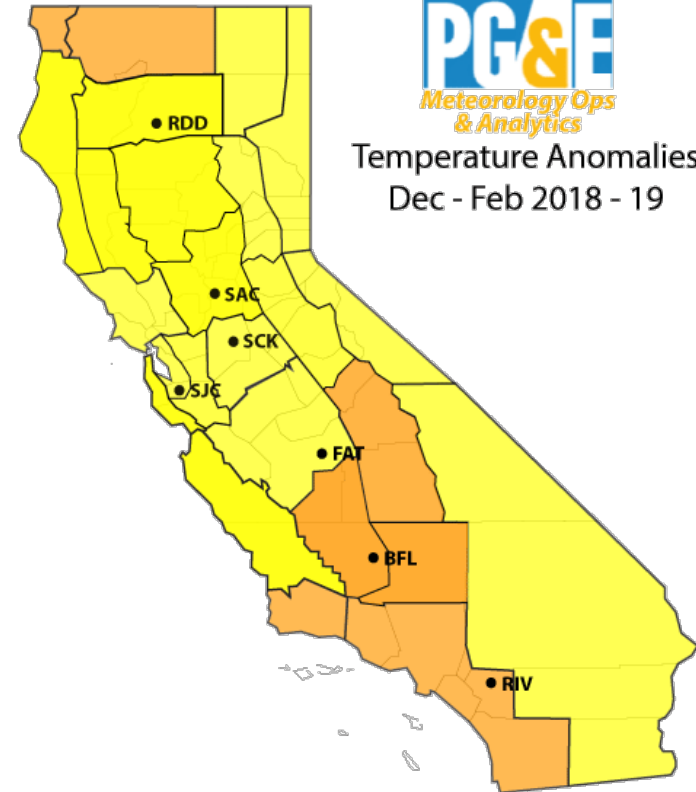 PG&E
Meteorology Ops
& Analytics
Temperature Anomalies
Dec - Feb 2018 - 19
RDD
SAC
SCK
SJC
FAT
BFL
RIV